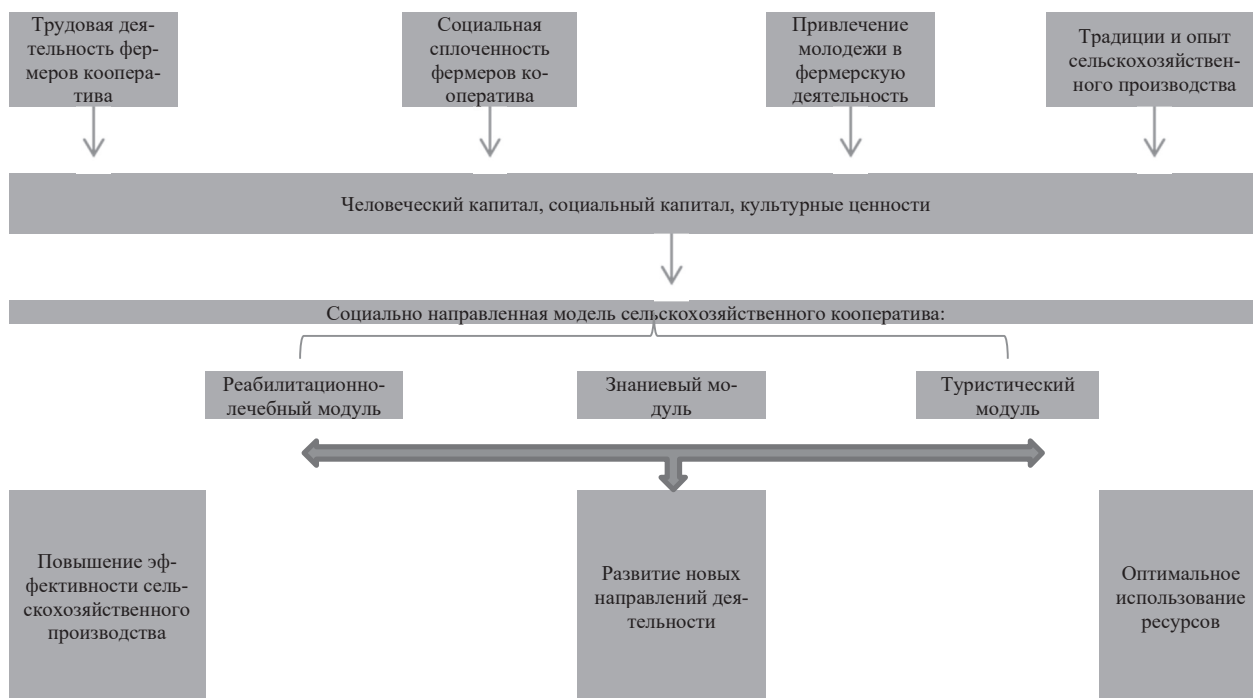 Трудовая дея-
тельность фер-
меров коопера-
тива
Социальная
сплоченность
фермеров ко-
оператива
Привлечение
молодежи в
фермерскую
деятельность
Традиции и опыт
сельскохозяйствен-
ного производства
Человеческий капитал, социальный капитал, культурные ценности
Социально направленная модель сельскохозяйственного кооператива:
Реабилитационно-
лечебный модуль
Знаниевый мо-
дуль
Туристический
модуль
Повышение эф-
фективности сель-
скохозяйственного
производства
Развитие новых
направлений дея-
тельности
Оптимальное
использование
ресурсов